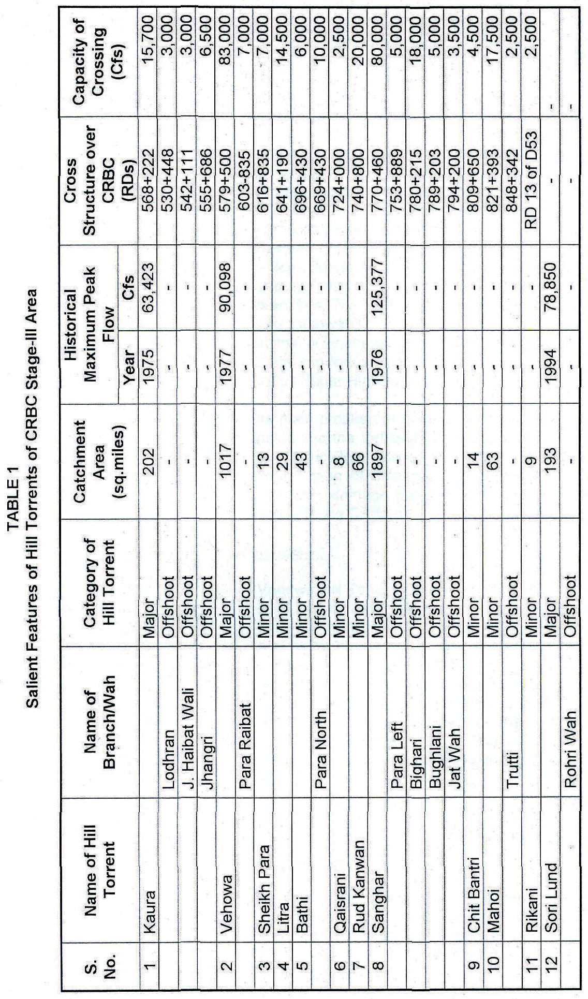 TABLE 1
Salient Features of Hill Torrents of CRBC Stage-III Area
S. No. Name of Hill Torrent Name of Branch/Wah Category of Hill Torrent Catchment Area (sq.miles) Historical Maximum Peak Flow Cross Structure over CRBC (RDs) Capacity of Crossing (Cfs)
Year Cfs
1 Kaura Major 202 1975 63,423 568+222 15,700
Lodhran Offshoot - - - 530+448 3,000
J. Haibat Wali Offshoot - - - 542+111 3,000
Jhangri Offshoot - - - 555+686 6,500
2 Vehowa Major 1017 1977 90,098 579+500 83,000
Para Raibat Offshoot - - - 603-835 7,000
3 Sheikh Para Minor 13 - - 616+835 7,000
4 Litra Minor 29 - - 641+190 14,500
5 Bathi Minor 43 - - 696+430 6,000
Para North Offshoot - - - 669+430 10,000
6 Qaisrani Minor 8 - - 724+000 2,500
7 Rud Kanwan Minor 66 - - 740+800 20,000
8 Sanghar Major 1897 1976 125,377 770+460 80,000
Para Left Offshoot - - - 753+889 5,000
Bighari Offshoot - - - 780+215 18,000
Bughlani Offshoot - - - 789+203 5,000
Jat Wah Offshoot - - - 794+200 3,500
9 Chit Bantri Minor 14 - - 809+650 4,500
10 Mahoi Minor 63 - - 821+393 17,500
Trutti Offshoot - - - 848+342 2,500
11 Rikani Minor 9 - - RD 13 of D53 2,500
12 Sori Lund Major 193 1994 78,850 - -
Rohri Wah Offshoot - - - - -